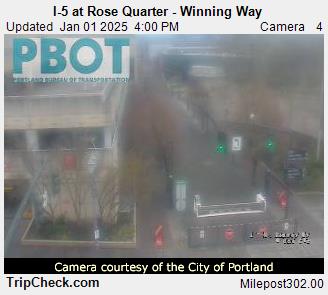 I-5 at Rose Quarter - Winning Way
Updated Jan 01 2025 4:00 PM Camera 4
PBOT
PORTLAND BUREAU OF TRANSPORTATION
Camera courtesy of the City of Portland
TripCheck.com Milepost302.00